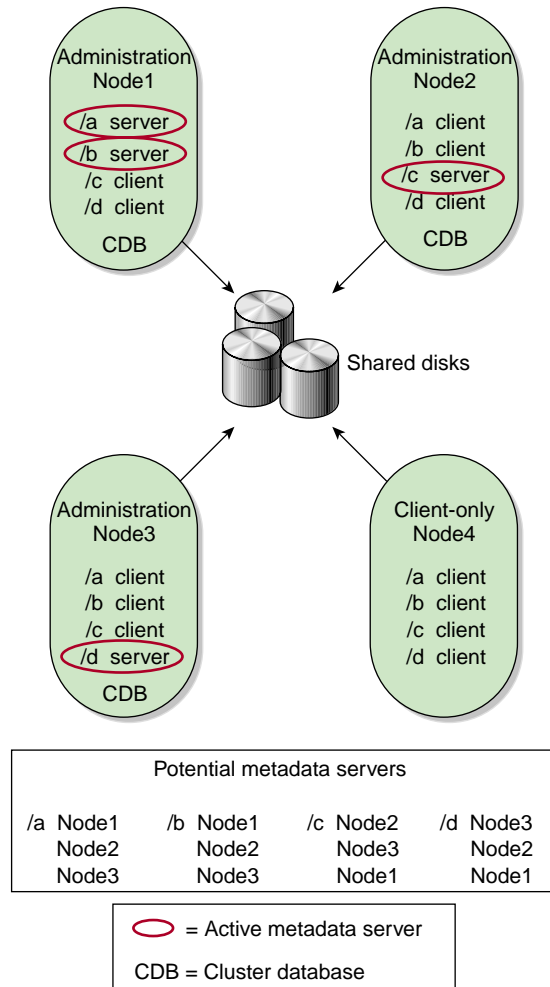 Administration
Node1
/a server
/b server
/c client
/d client
CDB
Administration
Node2
/a client
/b client
/c server
/d client
CDB
Shared disks
Administration
Node3
/a client
/b client
/c client
/d server
CDB
Client-only
Node4
/a client
/b client
/c client
/d client
Potential metadata servers
/a Node1 /b Node1 /c Node2 /d Node3
Node2 Node2 Node3 Node2
Node3 Node3 Node1 Node1
= Active metadata server
CDB = Cluster database